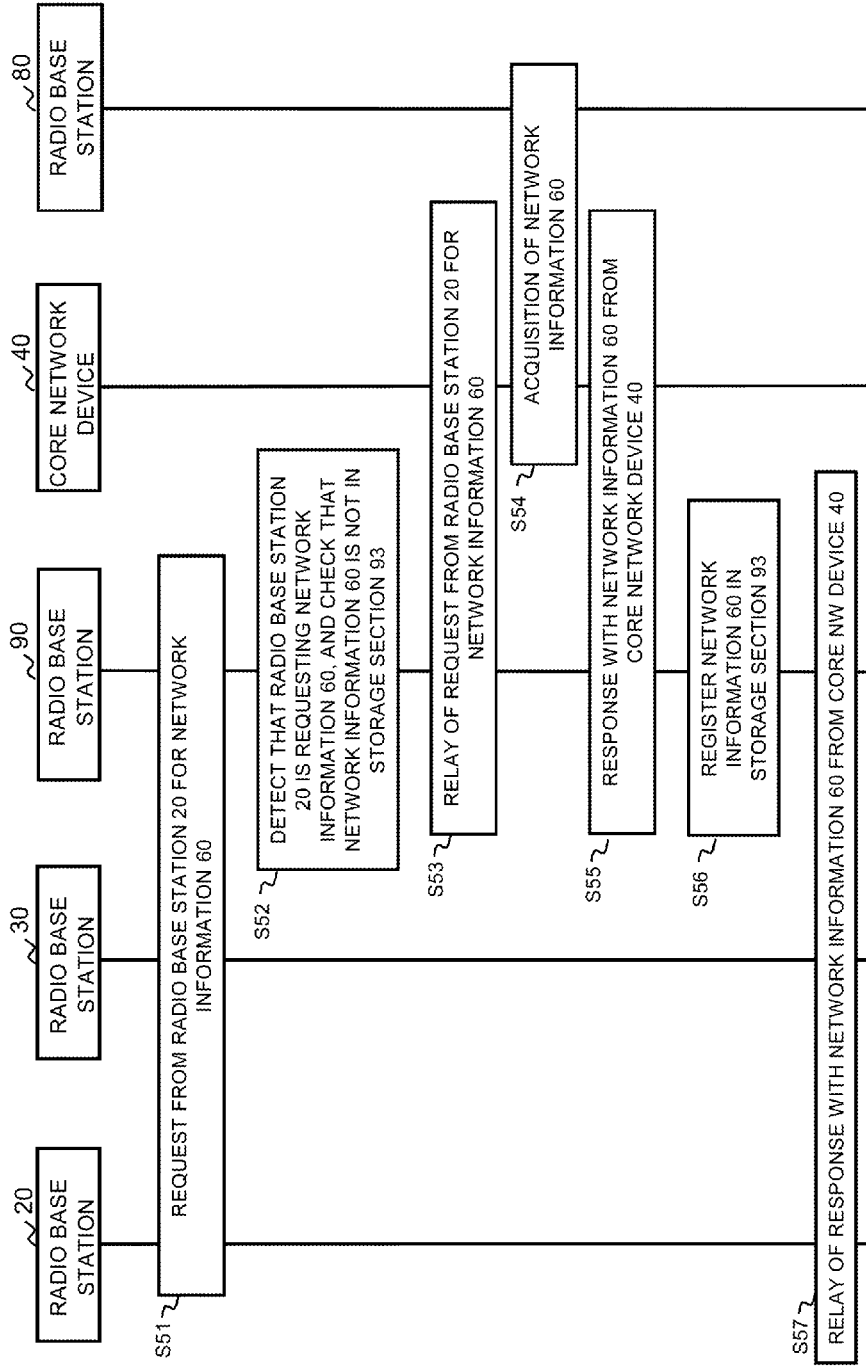 20
RADIO BASE
STATION
30
RADIO BASE
STATION
90
RADIO BASE
STATION
40
CORE NETWORK
DEVICE
80
RADIO BASE
STATION
S51
REQUEST FROM RADIO BASE STATION 20 FOR NETWORK
INFORMATION 60
S52
DETECT THAT RADIO BASE STATION
20 IS REQUESTING NETWORK
INFORMATION 60, AND CHECK THAT
NETWORK INFORMATION 60 IS NOT IN
STORAGE SECTION 93
S53
RELAY OF REQUEST FROM RADIO BASE STATION 20 FOR
NETWORK INFORMATION 60
S54
ACQUISITION OF NETWORK
INFORMATION 60
S55
RESPONSE WITH NETWORK INFORMATION 60 FROM
CORE NETWORK DEVICE 40
S56
REGISTER NETWORK
INFORMATION 60 IN
STORAGE SECTION 93
S57
RELAY OF RESPONSE WITH NETWORK INFORMATION 60 FROM CORE NW DEVICE 40